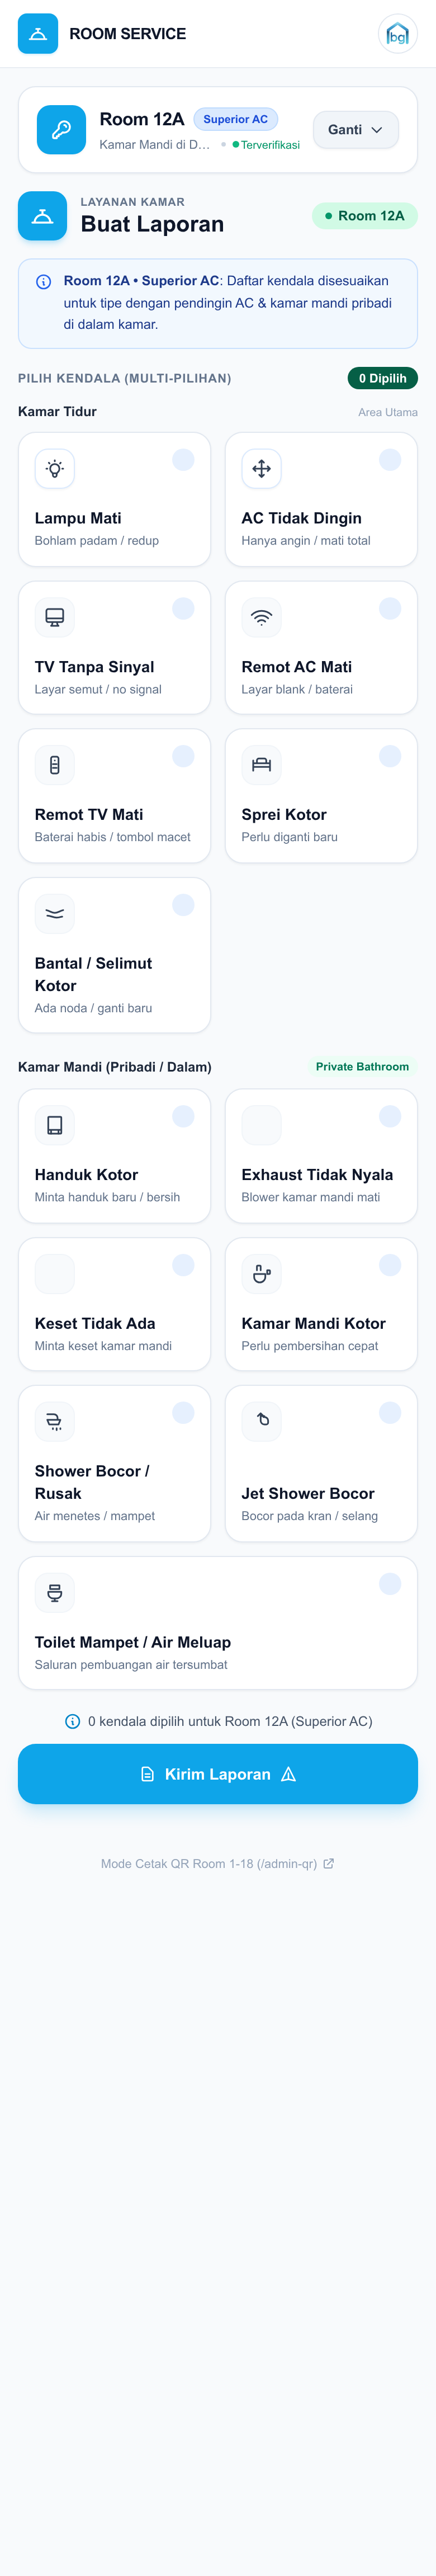 ROOM SERVICE
bg
Room 12A
Superior AC
Kamar Mandi di D...
Terverifikasi
Ganti
LAYANAN KAMAR
Buat Laporan
Room 12A
Room 12A • Superior AC: Daftar kendala disesuaikan
untuk tipe dengan pendingin AC & kamar mandi pribadi
di dalam kamar.
PILIH KENDALA (MULTI-PILIHAN)
0 Dipilih
Kamar Tidur
Area Utama
Lampu Mati
Bohlam padam / redup
AC Tidak Dingin
Hanya angin / mati total
TV Tanpa Sinyal
Layar semut / no signal
Remot AC Mati
Layar blank / baterai
Remot TV Mati
Baterai habis / tombol macet
Sprei Kotor
Perlu diganti baru
Bantal / Selimut
Kotor
Ada noda / ganti baru
Kamar Mandi (Pribadi / Dalam)
Private Bathroom
Handuk Kotor
Minta handuk baru / bersih
Exhaust Tidak Nyala
Blower kamar mandi mati
Keset Tidak Ada
Minta keset kamar mandi
Kamar Mandi Kotor
Perlu pembersihan cepat
Shower Bocor /
Rusak
Air menetes / mampet
Jet Shower Bocor
Bocor pada kran / selang
Toilet Mampet / Air Meluap
Saluran pembuangan air tersumbat
0 kendala dipilih untuk Room 12A (Superior AC)
Kirim Laporan
Mode Cetak QR Room 1-18 (/admin-qr)